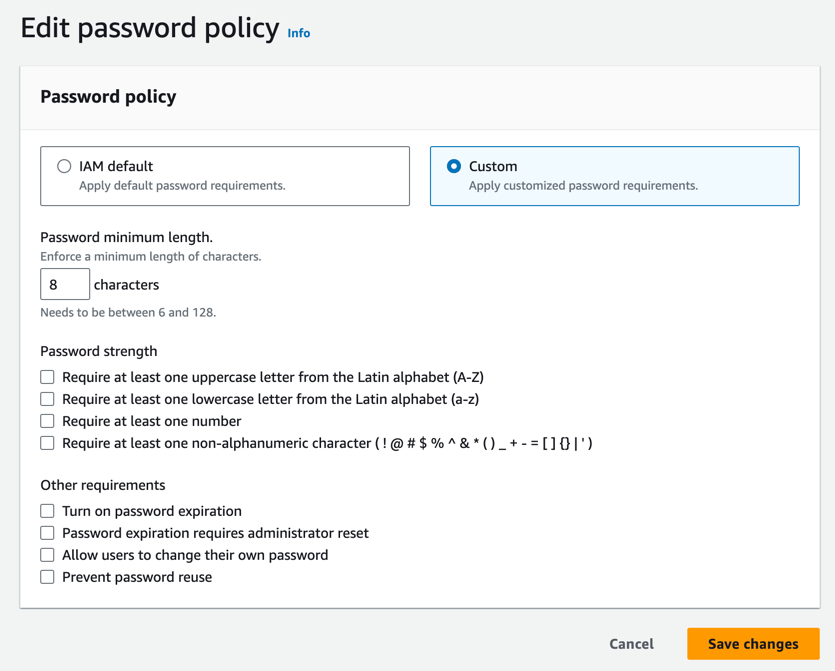 Edit password policy Info
Password policy
IAM default
Apply default password requirements.
Custom
Apply customized password requirements.
Password minimum length.
Enforce a minimum length of characters.
8 characters
Needs to be between 6 and 128.
Password strength
Require at least one uppercase letter from the Latin alphabet (A-Z)
Require at least one lowercase letter from the Latin alphabet (a-z)
Require at least one number
Require at least one non-alphanumeric character ( ! @ # $ % ^ & * ( ) _ + - = [ ] {} | ' )
Other requirements
Turn on password expiration
Password expiration requires administrator reset
Allow users to change their own password
Prevent password reuse
Cancel Save changes